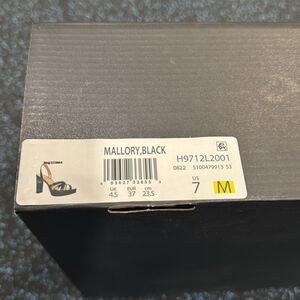 MALLORY,BLACK
H9712L2001
0822 5100479913 53
UK EUR cm
4.5 37 23.5
US
7 M